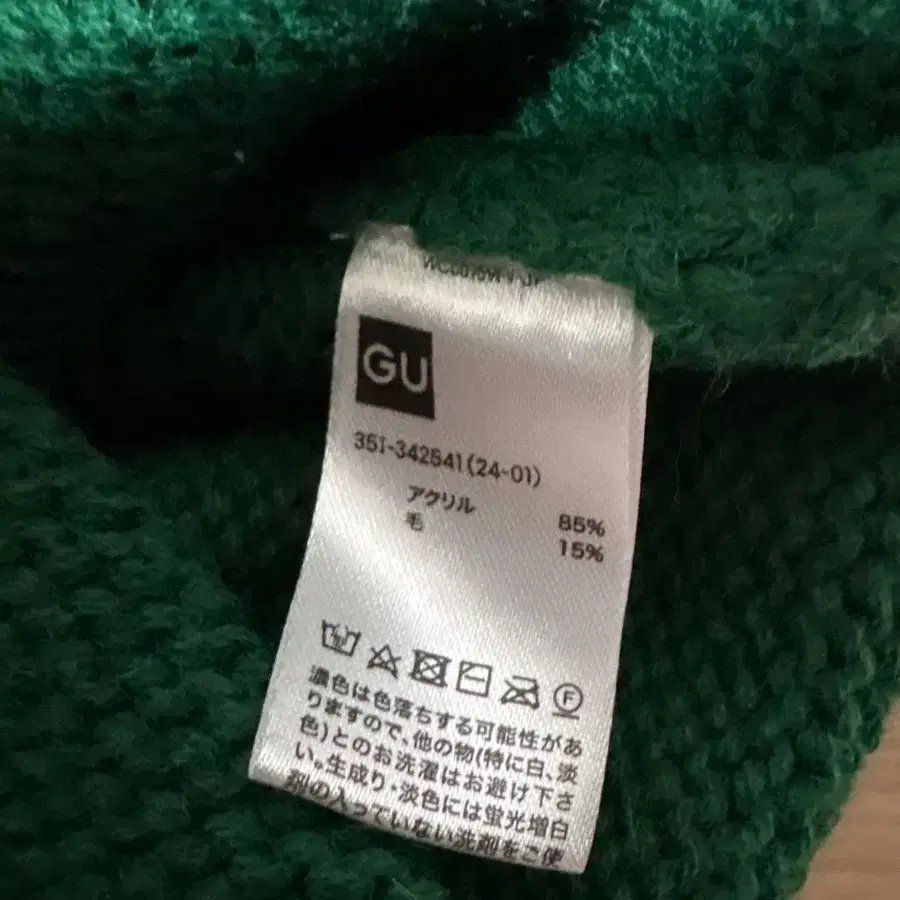 GU
351-342541(24-01)
アクリル 85%
毛 15%
F
濃色は色落ちする可能性があ
りますので、他の物(特に白、淡
色)とのお洗濯はお避け下さ
い。生成り・淡色には蛍光増白
剤の入っていない洗剤をご使